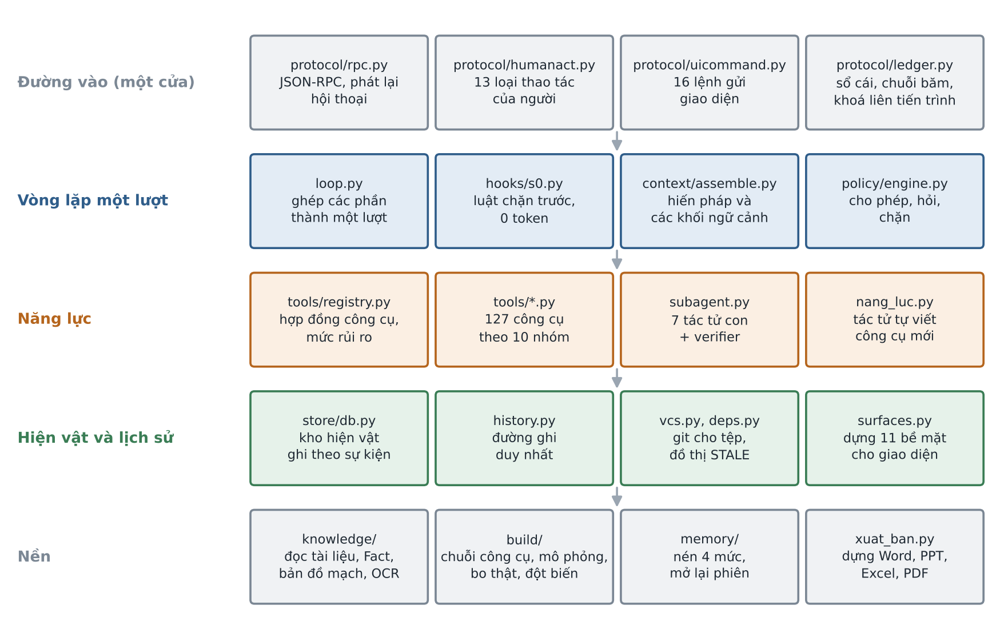 Đường vào (một cửa)
protocol/rpc.py
JSON-RPC, phát lại
hội thoại
protocol/humanact.py
13 loại thao tác
của người
protocol/uicommand.py
16 lệnh gửi
giao diện
protocol/ledger.py
sổ cái, chuỗi băm,
khoá liên tiến trình
Vòng lặp một lượt
loop.py
ghép các phần
thành một lượt
hooks/s0.py
luật chặn trước,
0 token
context/assemble.py
hiến pháp và
các khối ngữ cảnh
policy/engine.py
cho phép, hỏi,
chặn
Năng lực
tools/registry.py
hợp đồng công cụ,
mức rủi ro
tools/*.py
127 công cụ
theo 10 nhóm
subagent.py
7 tác tử con
+ verifier
nang_luc.py
tác tử tự viết
công cụ mới
Hiện vật và lịch sử
store/db.py
kho hiện vật
ghi theo sự kiện
history.py
đường ghi
duy nhất
vcs.py, deps.py
git cho tệp,
đồ thị STALE
surfaces.py
dựng 11 bề mặt
cho giao diện
Nền
knowledge/
đọc tài liệu, Fact,
bản đồ mạch, OCR
build/
chuỗi công cụ, mô phỏng,
bo thật, đột biến
memory/
nén 4 mức,
mở lại phiên
xuat_ban.py
dựng Word, PPT,
Excel, PDF